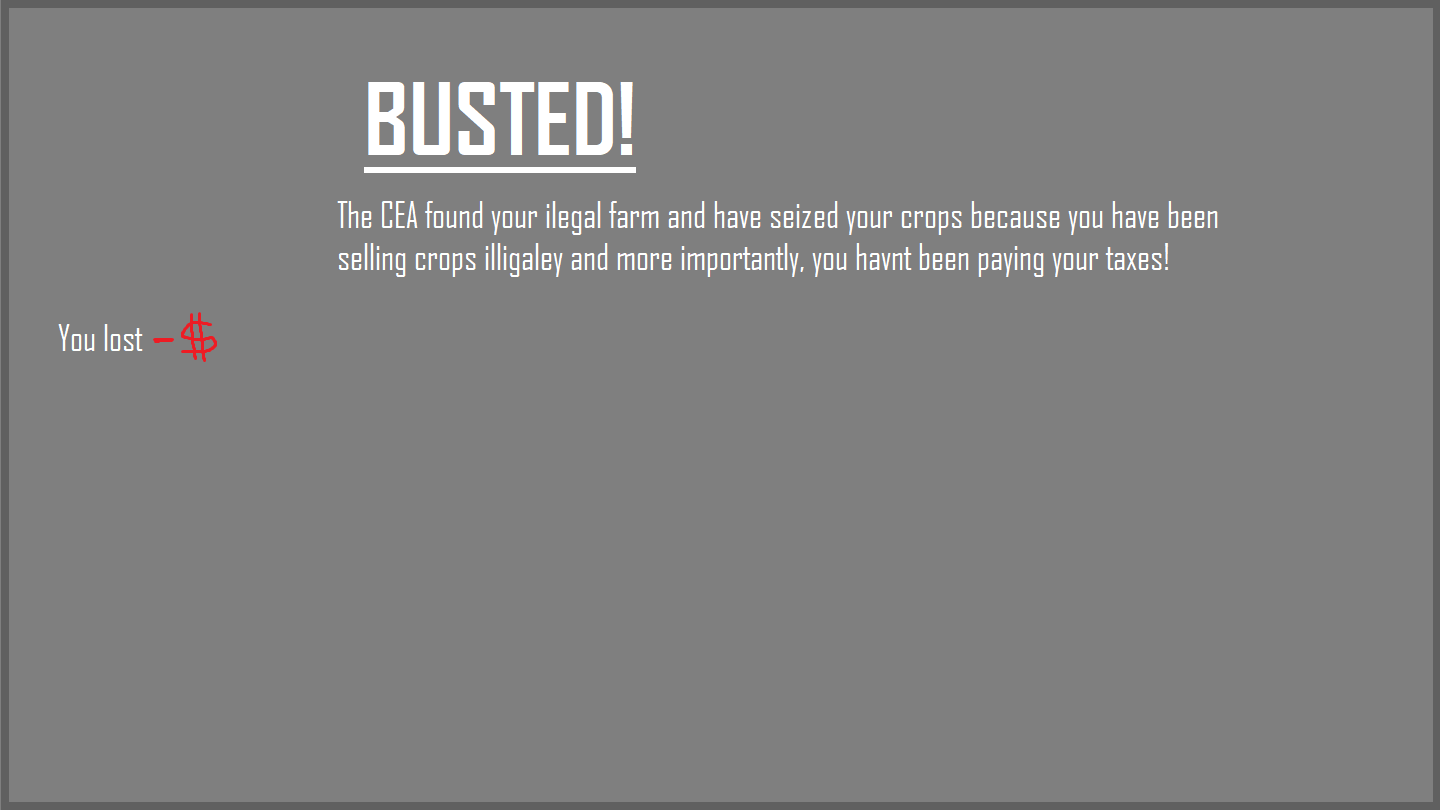 BUSTED!
The CEA found your ilegal farm and have seized your crops because you have been
selling crops illigaley and more importantly, you havnt been paying your taxes!
You lost -$